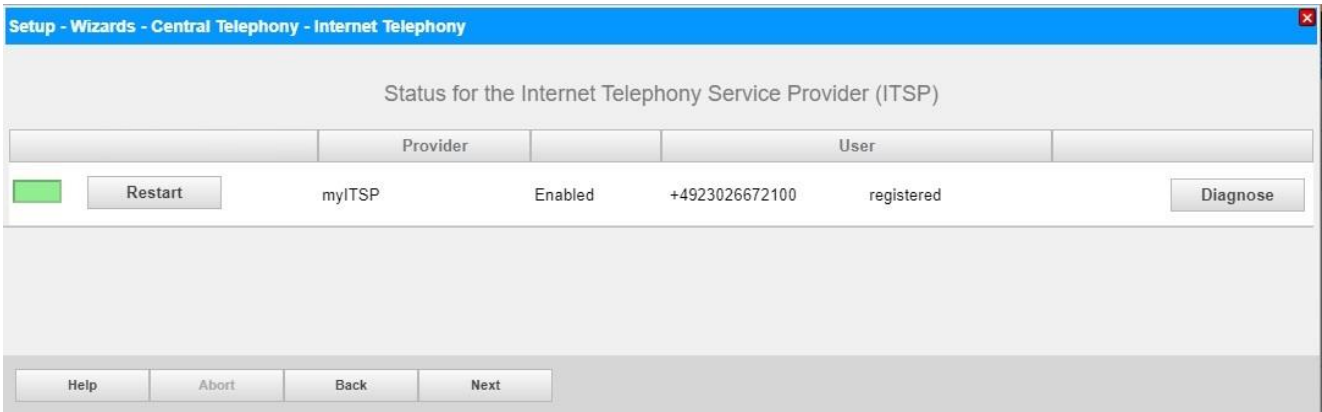 Setup - Wizards - Central Telephony - Internet Telephony
Status for the Internet Telephony Service Provider (ITSP)
Provider User
Restart myITSP Enabled +4923026672100 registered Diagnose
Help Abort Back Next